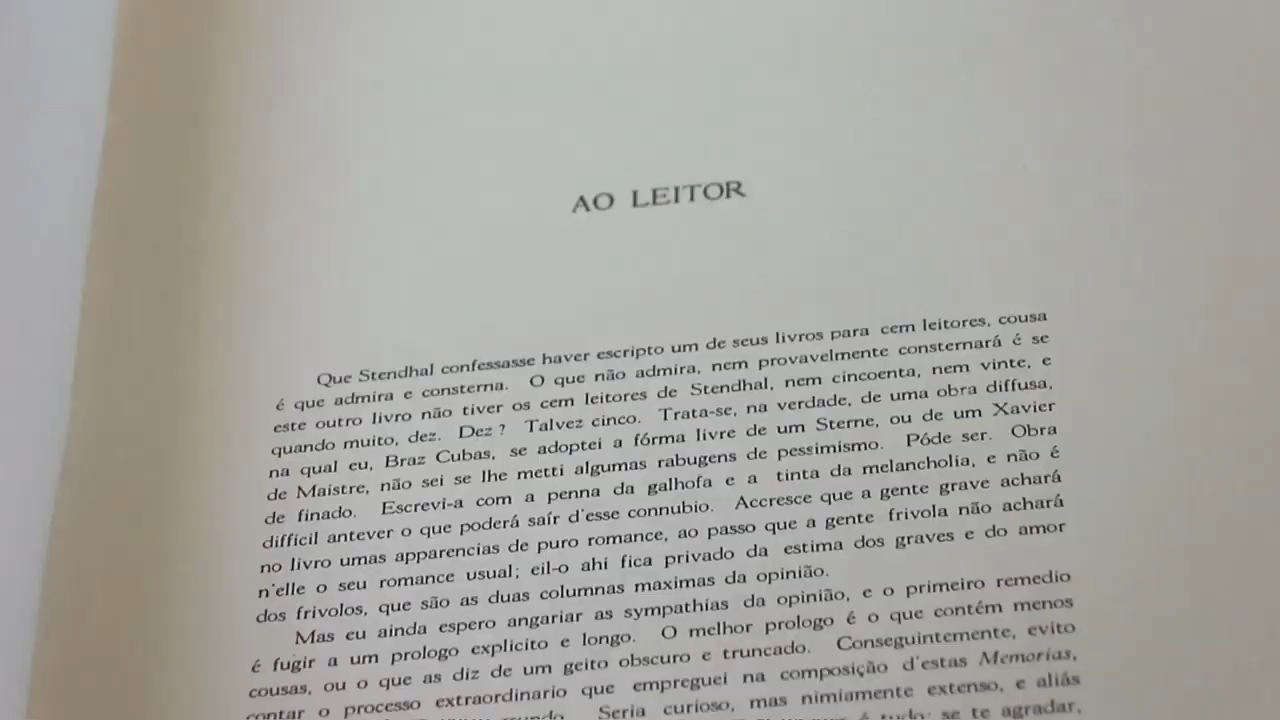 AO LEITOR
Que Stendhal confessasse haver escripto um de seus livros para cem leitores, cousa
é que admira e consterna. O que não admira, nem provavelmente consternará é se
este outro livro não tiver os cem leitores de Stendhal, nem cincoenta, nem vinte, e
quando muito, dez. Dez ? Talvez cinco. Trata-se, na verdade, de uma obra diffusa,
na qual eu, Braz Cubas, se adoptei a fórma livre de um Sterne, ou de um Xavier
de Maistre, não sei se lhe metti algumas rabugens de pessimismo. Póde ser. Obra
de finado. Escrevi-a com a penna da galhofa e a tinta da melancholia, e não é
difficil antever o que poderá saír d'esse connubio. Accresce que a gente grave achará
no livro umas apparencias de puro romance, ao passo que a gente frivola não achará
n'elle o seu romance usual; eil-o ahi fica privado da estima dos graves e do amor
dos frivolos, que são as duas columnas maximas da opinião.
Mas eu ainda espero angariar as sympathias da opinião, e o primeiro remedio
é fugir a um prologo explicito e longo. O melhor prologo é o que contém menos
cousas, ou o que as diz de um geito obscuro e truncado. Conseguintemente, evito
contar o processo extraordinario que empreguei na composição d'estas Memorias,
Seria curioso, mas nimiamente extenso, e aliás
é tudo: se te agradar,